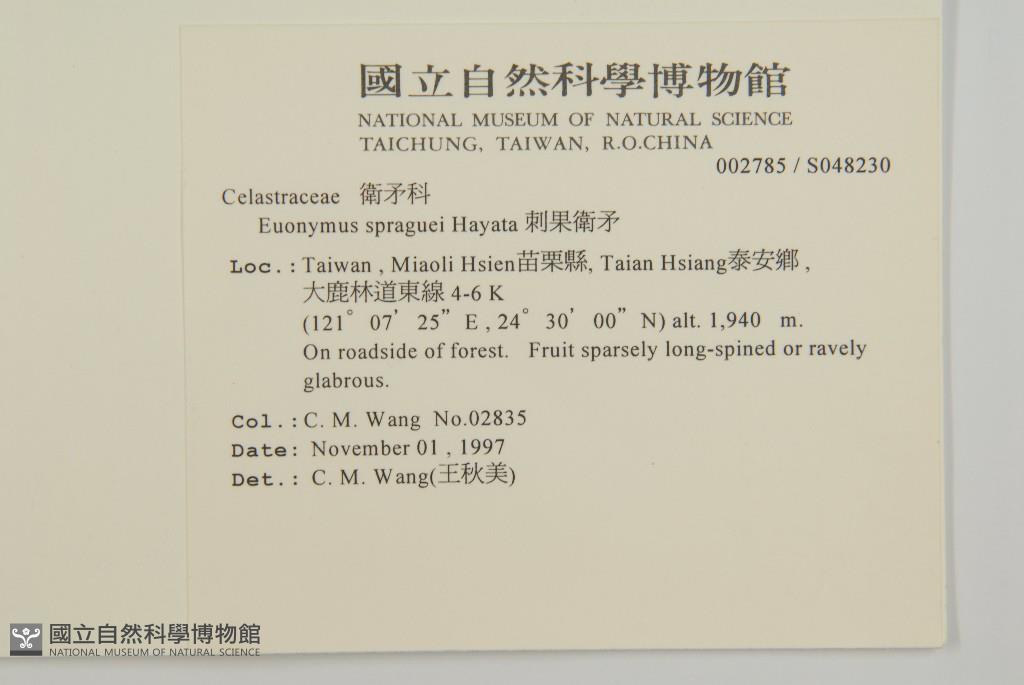 國立自然科學博物館
NATIONAL MUSEUM OF NATURAL SCIENCE
TAICHUNG, TAIWAN, R.O.CHINA
002785 / S048230
Celastraceae 衛矛科
Euonymus spraguei Hayata 刺果衛矛
Loc.: Taiwan , Miaoli Hsien苗栗縣, Taian Hsiang泰安鄉 ,
大鹿林道東線 4-6 K
(121° 07’ 25” E , 24° 30’ 00” N) alt. 1,940 m.
On roadside of forest. Fruit sparsely long-spined or ravely
glabrous.
Col.: C. M. Wang No.02835
Date: November 01 , 1997
Det.: C. M. Wang(王秋美)
國立自然科學博物館
NATIONAL MUSEUM OF NATURAL SCIENCE